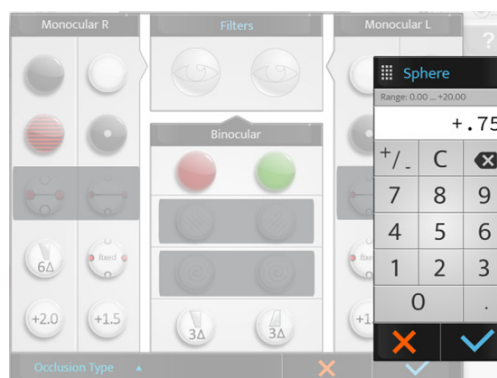 Monocular R
Filters
Monocular L
?
Sphere
Range: 0.00 ... +20.00
+.75
+/- C
7 8 9
4 5 6
1 2 3
0 .
Binocular
6Δ fixed
+2.0 +1.5
3Δ 3Δ
Occlusion Type